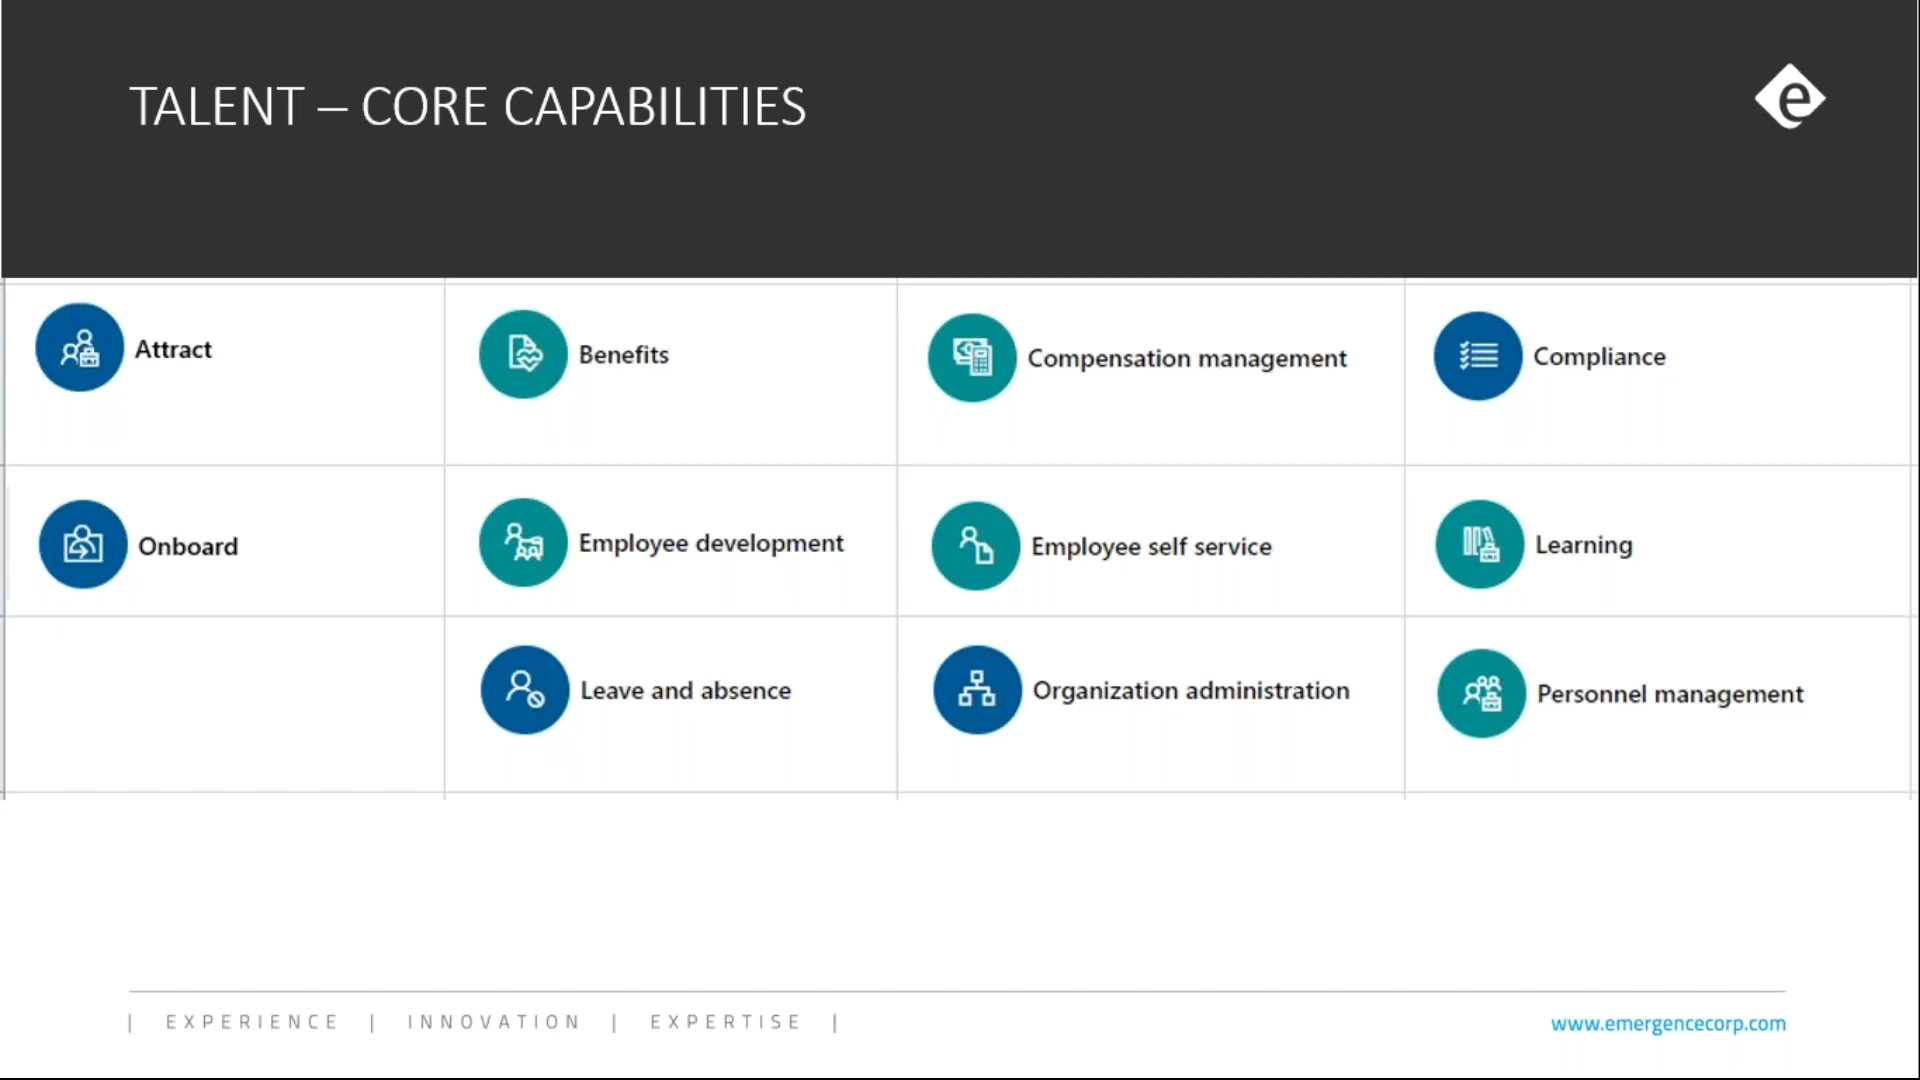 TALENT – CORE CAPABILITIES
e
Attract
Benefits
Compensation management
Compliance
Onboard
Employee development
Employee self service
Learning
Leave and absence
Organization administration
Personnel management
| EXPERIENCE | INNOVATION | EXPERTISE |
www.emergencecorp.com